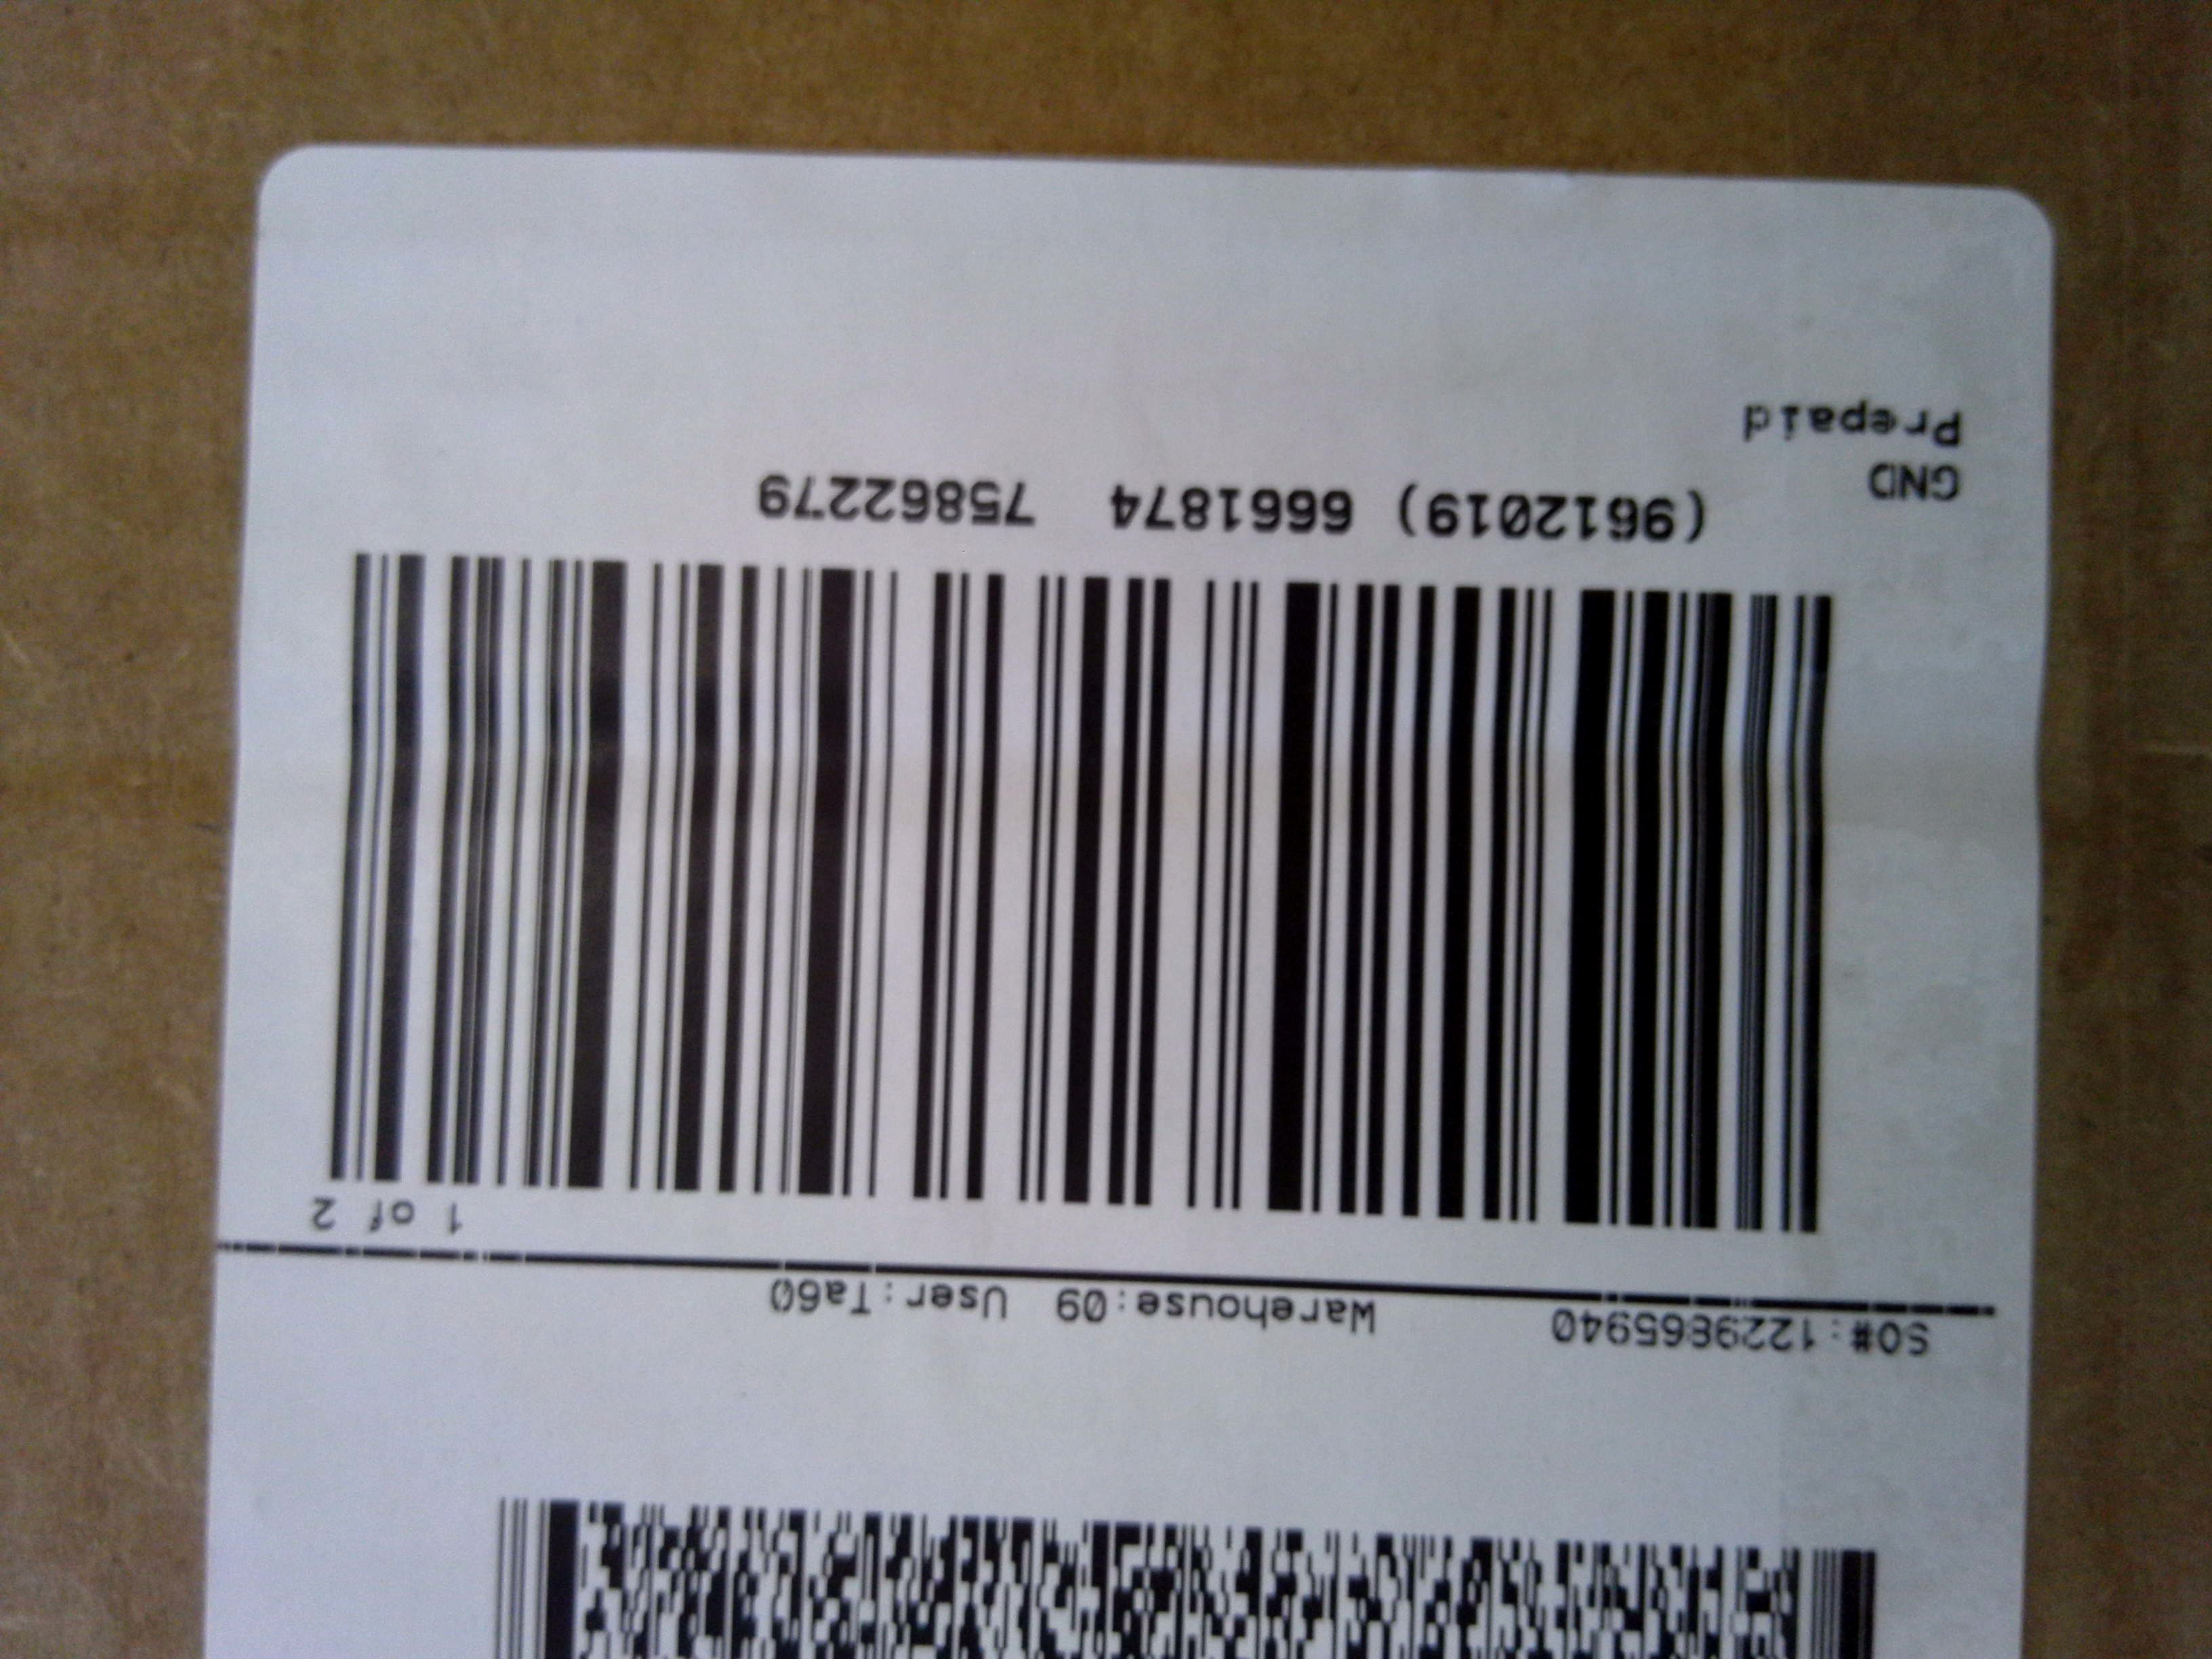 SO#:1229865940 Warehouse:09 User:Ta60
1 of 2
(9612019) 6661874 75862279
GND
Prepaid